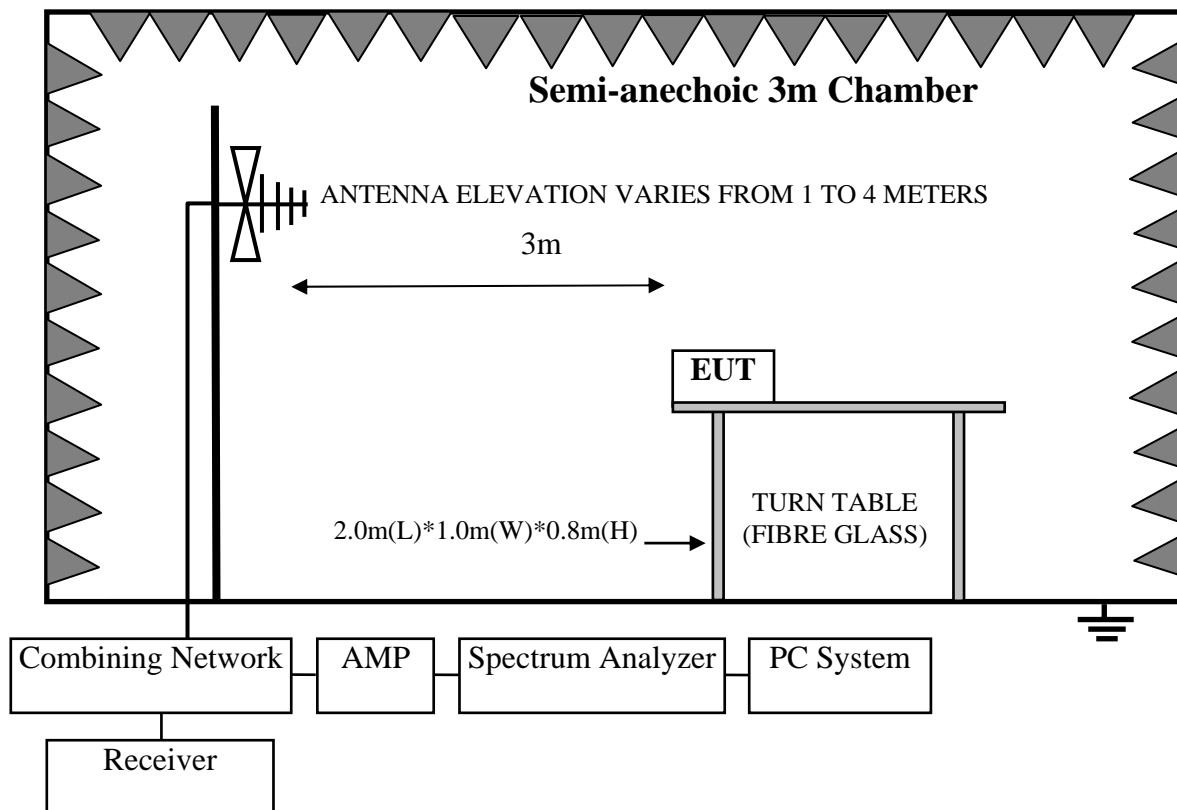 Semi-anechoic 3m Chamber
ANTENNA ELEVATION VARIES FROM 1 TO 4 METERS
3m
EUT
2.0m(L)*1.0m(W)*0.8m(H)
TURN TABLE
(FIBRE GLASS)
Combining Network
AMP
Spectrum Analyzer
PC System
Receiver